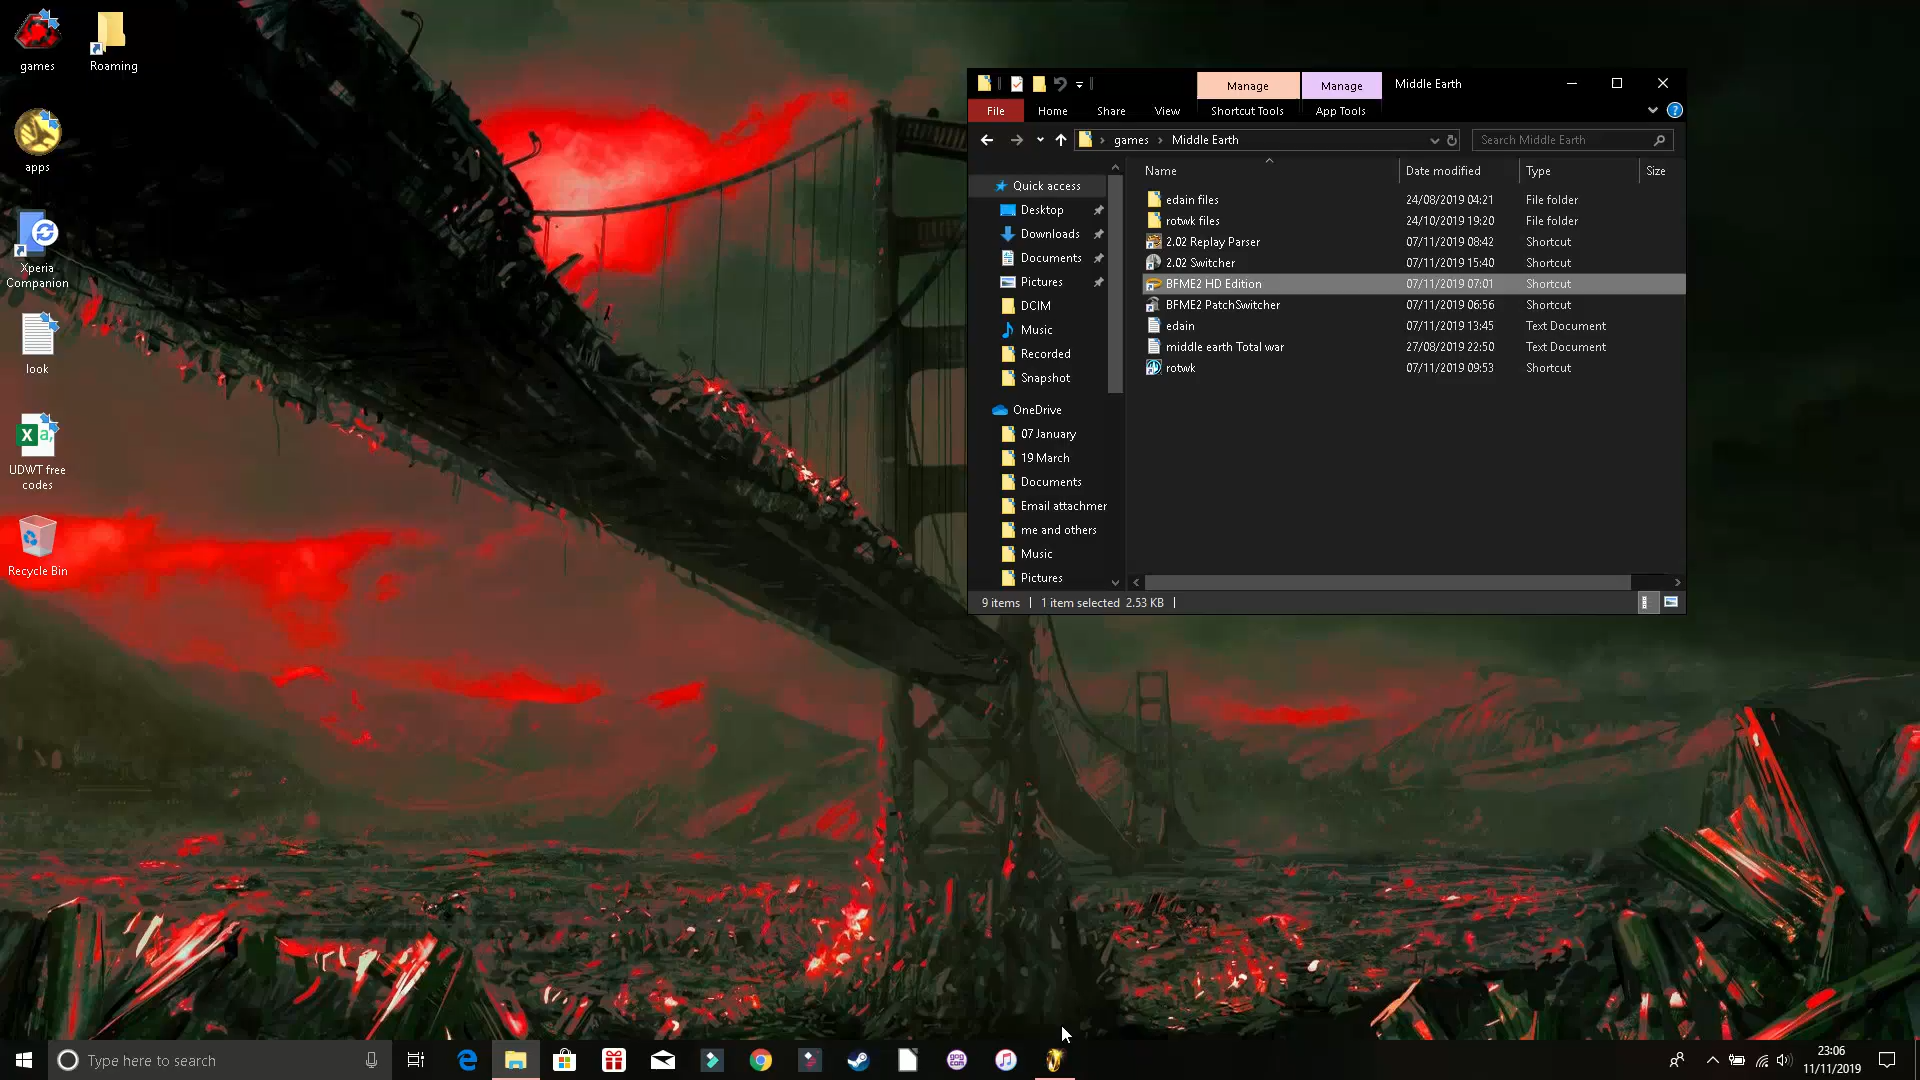 games
Roaming
apps
Xperia
Companion
look
UDWT free
codes
Recycle Bin
Manage
Manage
Middle Earth
File
Home
Share
View
Shortcut Tools
App Tools
games
Middle Earth
Search Middle Earth
Name
Date modified
Type
Size
Quick access
Desktop
Downloads
Documents
Pictures
DCIM
Music
Recorded
Snapshot
OneDrive
07 January
19 March
Documents
Email attachmer
me and others
Music
Pictures
edain files 24/08/2019 04:21 File folder
rotwk files 24/10/2019 19:20 File folder
2.02 Replay Parser 07/11/2019 08:42 Shortcut
2.02 Switcher 07/11/2019 15:40 Shortcut
BFME2 HD Edition 07/11/2019 07:01 Shortcut
BFME2 PatchSwitcher 07/11/2019 06:56 Shortcut
edain 07/11/2019 13:45 Text Document
middle earth Total war 27/08/2019 22:50 Text Document
rotwk 07/11/2019 09:53 Shortcut
9 items 1 item selected 2.53 KB
Type here to search
gog
com
23:06
11/11/2019